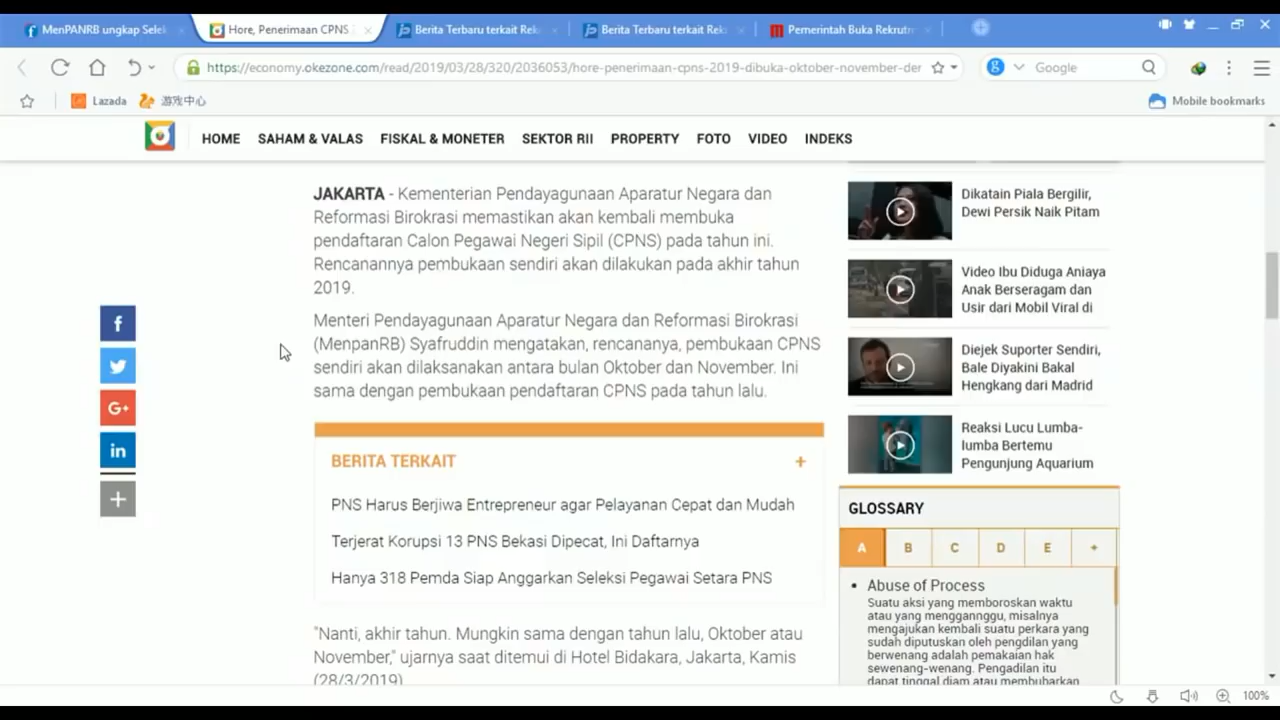 MenPANRB ungkap Selek
Hore, Penerimaan CPNS
Berita Terbaru terkait Rek
Berita Terbaru terkait Rek
Pemerintah Buka Rekrutm
https://economy.okezone.com/read/2019/03/28/320/2036053/hore-penerimaan-cpns-2019-dibuka-oktober-november-der
Google
Lazada
游戏中心
Mobile bookmarks
HOME SAHAM & VALAS FISKAL & MONETER SEKTOR RIIL PROPERTY FOTO VIDEO INDEKS
JAKARTA - Kementerian Pendayagunaan Aparatur Negara dan
Reformasi Birokrasi memastikan akan kembali membuka
pendaftaran Calon Pegawai Negeri Sipil (CPNS) pada tahun ini.
Rencanannya pembukaan sendiri akan dilakukan pada akhir tahun
2019.
Menteri Pendayagunaan Aparatur Negara dan Reformasi Birokrasi
(MenpanRB) Syafruddin mengatakan, rencananya, pembukaan CPNS
sendiri akan dilaksanakan antara bulan Oktober dan November. Ini
sama dengan pembukaan pendaftaran CPNS pada tahun lalu.
BERITA TERKAIT +
PNS Harus Berjiwa Entrepreneur agar Pelayanan Cepat dan Mudah
Terjerat Korupsi 13 PNS Bekasi Dipecat, Ini Daftarnya
Hanya 318 Pemda Siap Anggarkan Seleksi Pegawai Setara PNS
"Nanti, akhir tahun. Mungkin sama dengan tahun lalu, Oktober atau
November," ujarnya saat ditemui di Hotel Bidakara, Jakarta, Kamis
(28/3/2019)
f
G+
in
+
Dikatain Piala Bergilir,
Dewi Persik Naik Pitam
Video Ibu Diduga Aniaya
Anak Berseragam dan
Usir dari Mobil Viral di
Diejek Suporter Sendiri,
Bale Diyakini Bakal
Hengkang dari Madrid
Reaksi Lucu Lumba-
lumba Bertemu
Pengunjung Aquarium
GLOSSARY
A B C D E +
Abuse of Process
Suatu aksi yang memboroskan waktu
atau yang menggannggu, misalnya
mengajukan kembali suatu perkara yang
sudah diputuskan oleh pengdilan yang
berwenang adalah pemakaian hak
sewenang-wenang. Pengadilan itu
dapat tinggal diam atau membubarkan
100%